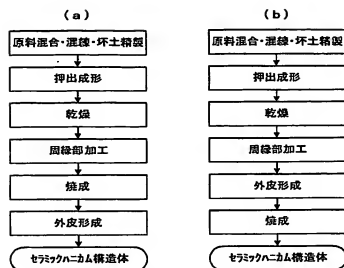 (a)
原料混合・混練・坏土精製
押出成形
乾燥
周縁部加工
焼成
外皮形成
セラミックハニカム構造体
(b)
原料混合・混練・坏土精製
押出成形
乾燥
周縁部加工
外皮形成
焼成
セラミックハニカム構造体